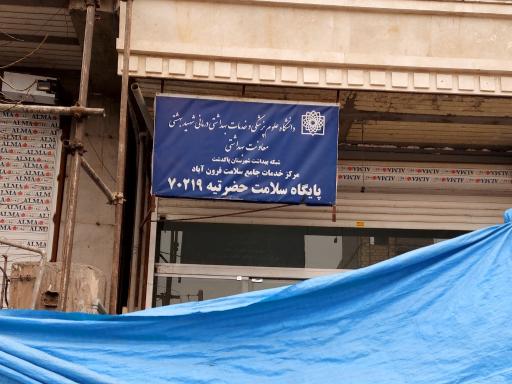 دانشگاه علوم پزشکی و خدمات بهداشتی درمانی شهید بهشتی
معاونت بهداشتی
شبکه بهداشت شهرستان پاکدشت
مرکز خدمات جامع سلامت فرون آباد
پایگاه سلامت حضرتیه ۷۰۲۱۹
ALMA